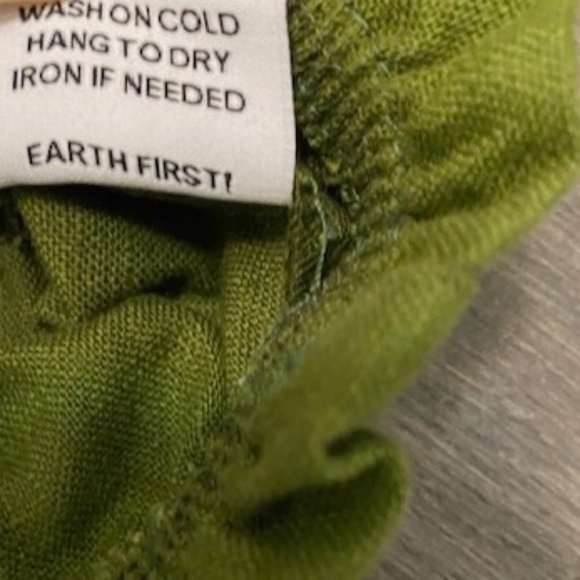 WASH ON COLD
HANG TO DRY
IRON IF NEEDED
EARTH FIRST!